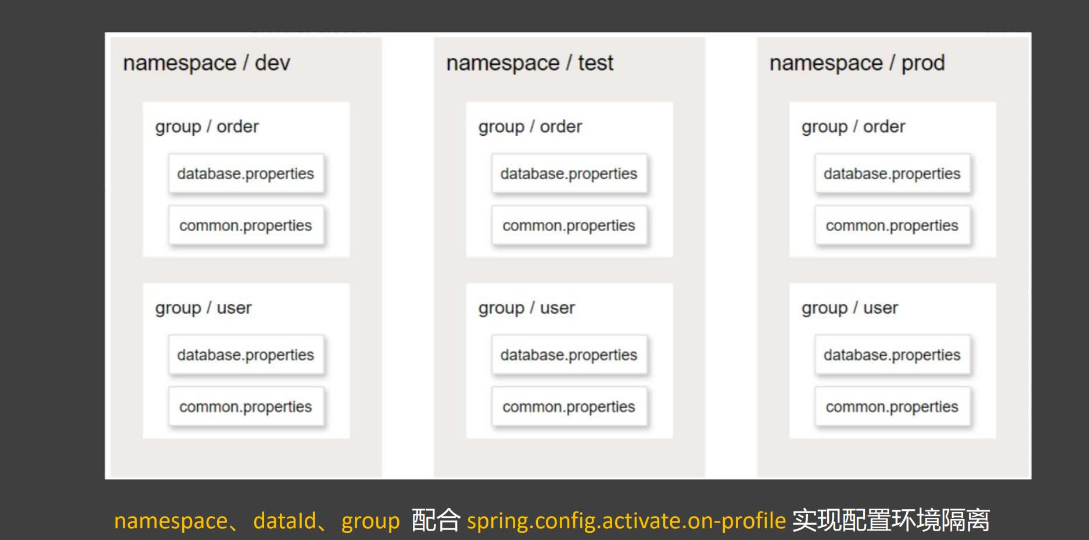 namespace / dev
group / order
database.properties
common.properties
group / user
database.properties
common.properties
namespace / test
group / order
database.properties
common.properties
group / user
database.properties
common.properties
namespace / prod
group / order
database.properties
common.properties
group / user
database.properties
common.properties
namespace、dataId、group 配合 spring.config.activate.on-profile 实现配置环境隔离